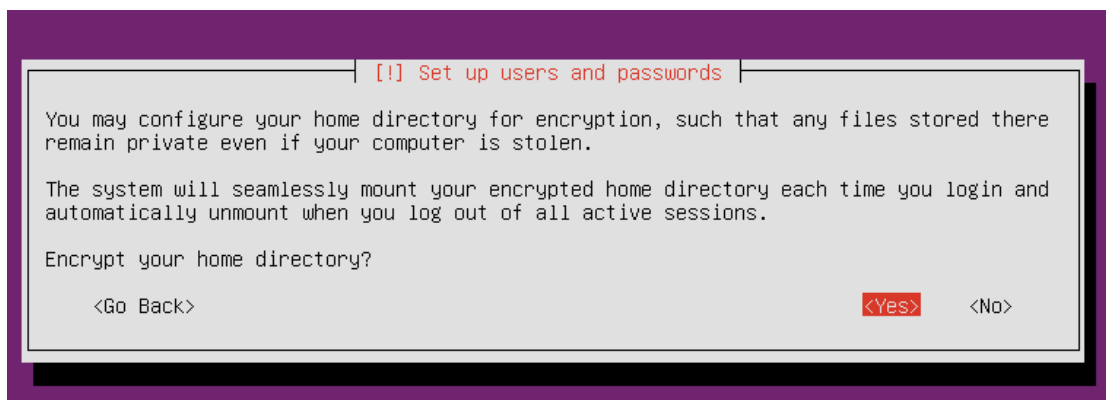 [!] Set up users and passwords
You may configure your home directory for encryption, such that any files stored there
remain private even if your computer is stolen.
The system will seamlessly mount your encrypted home directory each time you login and
automatically unmount when you log out of all active sessions.
Encrypt your home directory?
<Go Back> <Yes> <No>